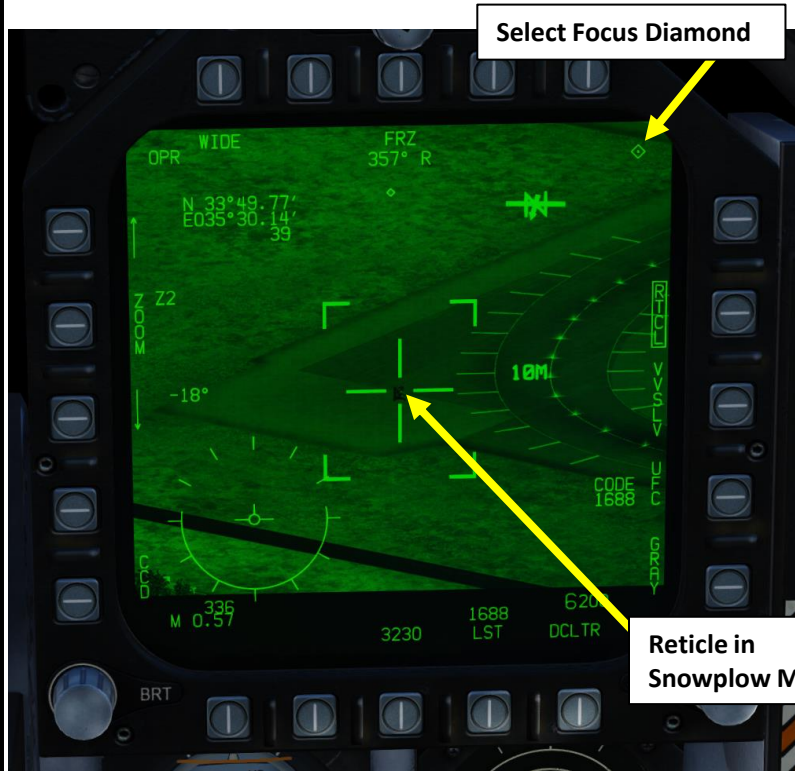 Select Focus Diamond
WIDE
FRZ
OPR
357° R
N 33°49.77'
E035°30.14'
39
ZOOM
Z2
RTCL
10M
VVSLV
-18°
CODE
1688
UFC
GRAY
CCD
336
M 0.57
3230
1688
LST
DCLTR
Reticle in
Snowplow M
BRT